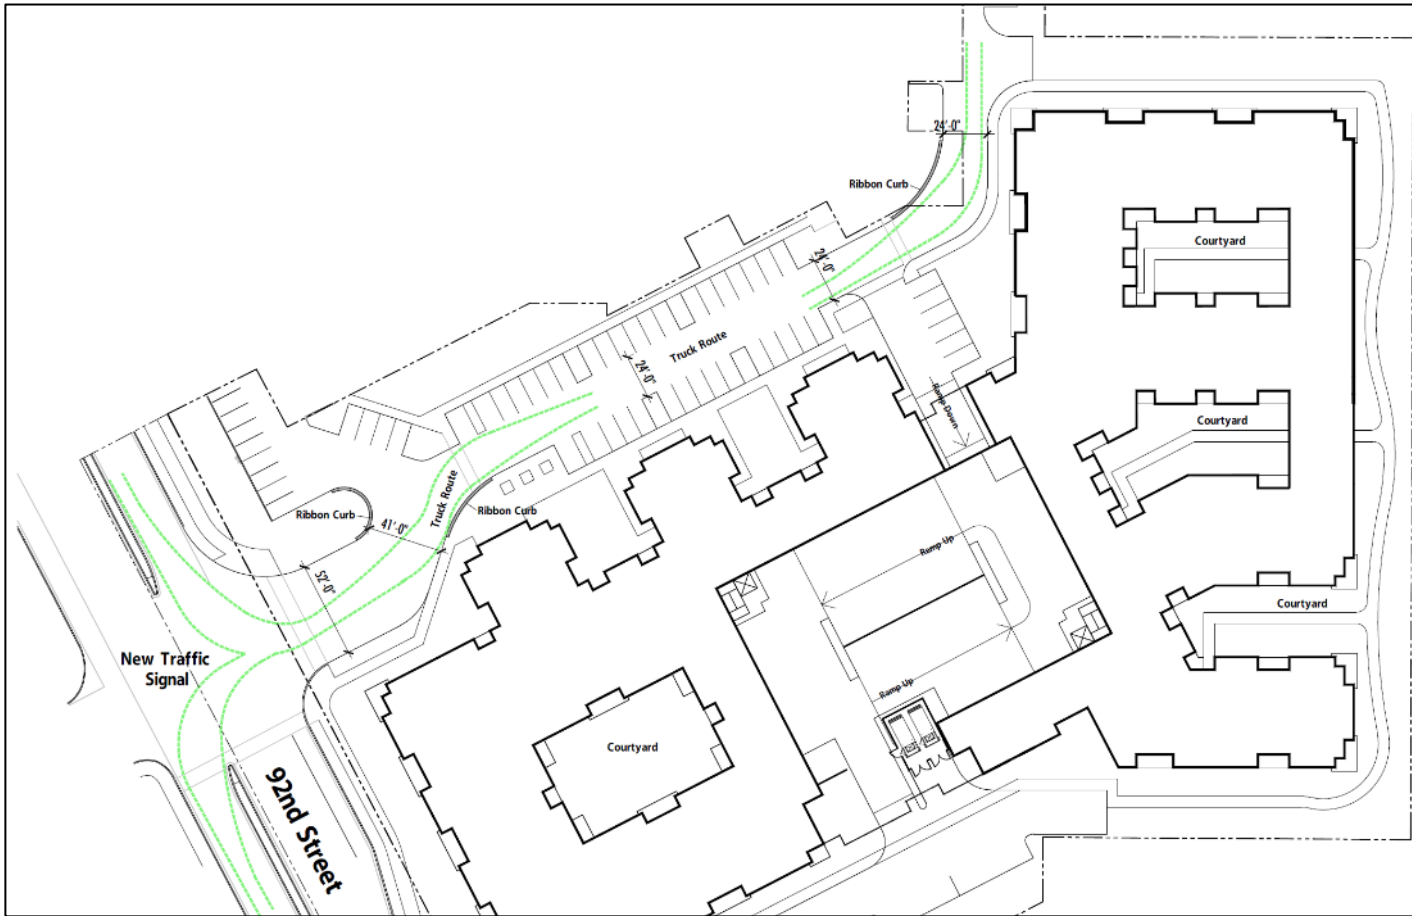 24'-0"
Ribbon Curb
Courtyard
24'-0"
Truck Route
24'-0"
Ramp Down
Courtyard
Truck Route
Ribbon Curb
Ribbon Curb
41'-0"
Ramp Up
52'-0"
Courtyard
New Traffic
Signal
Ramp Up
Courtyard
92nd Street